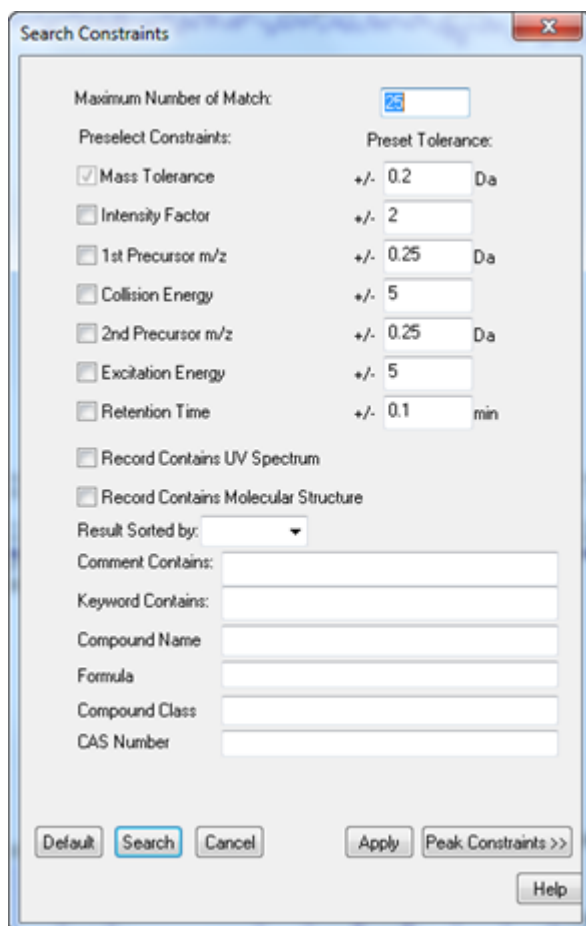 Search Constraints
Maximum Number of Match: 25
Preselect Constraints: Preset Tolerance:
Mass Tolerance +/- 0.2 Da
Intensity Factor +/- 2
1st Precursor m/z +/- 0.25 Da
Collision Energy +/- 5
2nd Precursor m/z +/- 0.25 Da
Excitation Energy +/- 5
Retention Time +/- 0.1 min
Record Contains UV Spectrum
Record Contains Molecular Structure
Result Sorted by:
Comment Contains:
Keyword Contains:
Compound Name
Formula
Compound Class
CAS Number
Default Search Cancel Apply Peak Constraints >>
Help